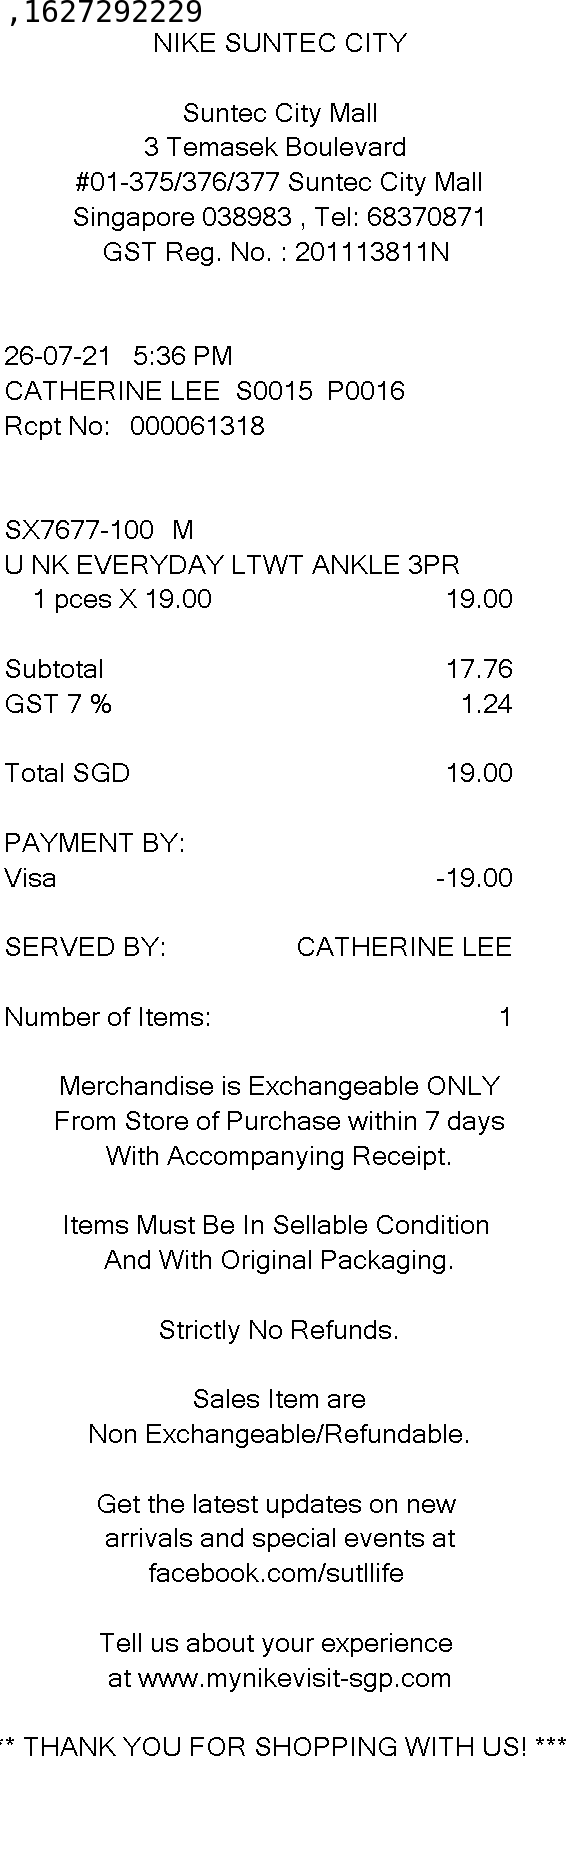 ,1627292229
NIKE SUNTEC CITY
Suntec City Mall
3 Temasek Boulevard
#01-375/376/377 Suntec City Mall
Singapore 038983 , Tel: 68370871
GST Reg. No. : 201113811N
26-07-21 5:36 PM
CATHERINE LEE S0015 P0016
Rcpt No: 000061318
SX7677-100 M
U NK EVERYDAY LTWT ANKLE 3PR
1 pces X 19.00 19.00
Subtotal 17.76
GST 7 % 1.24
Total SGD 19.00
PAYMENT BY:
Visa -19.00
SERVED BY: CATHERINE LEE
Number of Items: 1
Merchandise is Exchangeable ONLY
From Store of Purchase within 7 days
With Accompanying Receipt.
Items Must Be In Sellable Condition
And With Original Packaging.
Strictly No Refunds.
Sales Item are
Non Exchangeable/Refundable.
Get the latest updates on new
arrivals and special events at
facebook.com/sutllife
Tell us about your experience
at www.mynikevisit-sgp.com
** THANK YOU FOR SHOPPING WITH US! ***